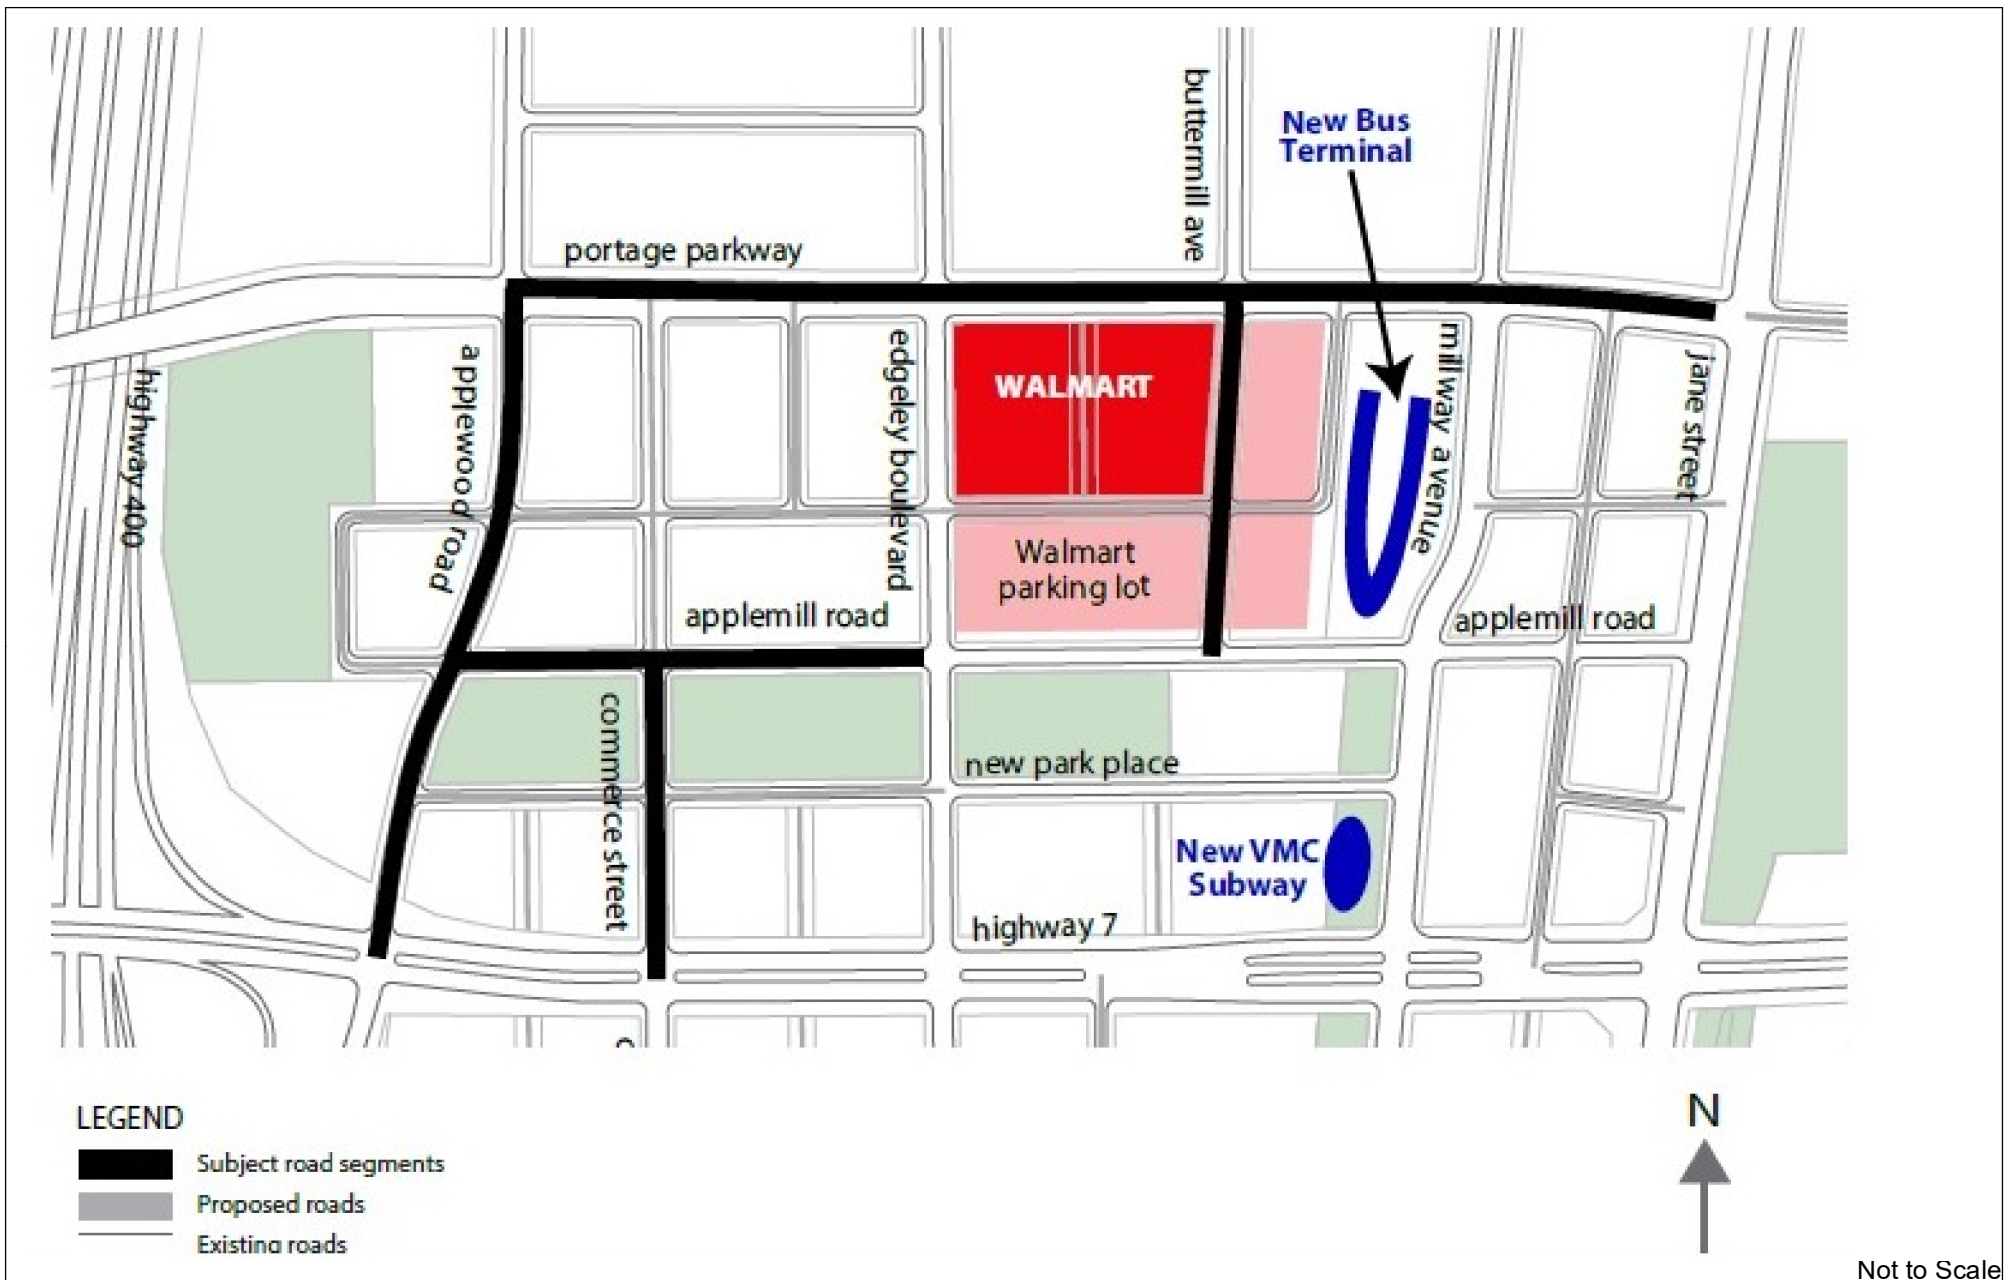 buttermill ave
New Bus
Terminal
portage parkway
applewood road
edgeley boulevard
WALMART
millway avenue
jane street
highway 400
Walmart
parking lot
applemill road
applemill road
commerce street
new park place
New VMC
Subway
highway 7
c
LEGEND
Subject road segments
Proposed roads
Existing roads
N
Not to Scale